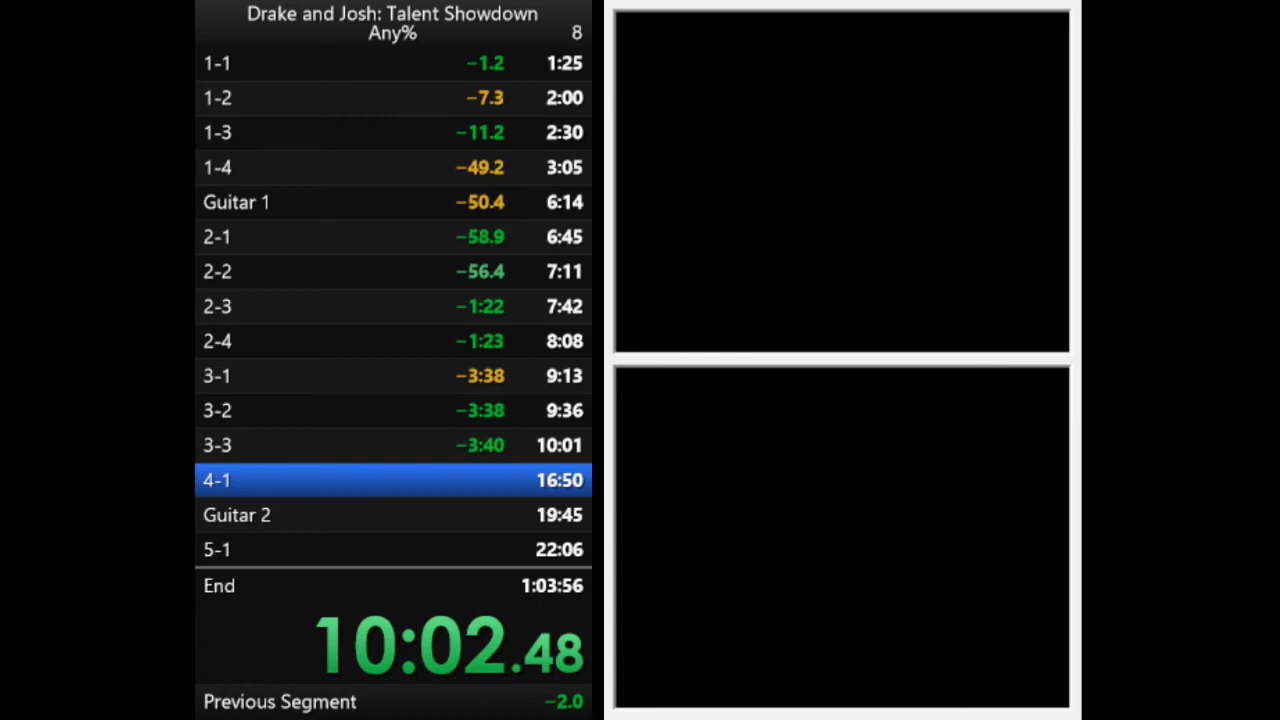 Drake and Josh: Talent Showdown
Any% 8
1-1 −1.2 1:25
1-2 −7.3 2:00
1-3 −11.2 2:30
1-4 −49.2 3:05
Guitar 1 −50.4 6:14
2-1 −58.9 6:45
2-2 −56.4 7:11
2-3 −1:22 7:42
2-4 −1:23 8:08
3-1 −3:38 9:13
3-2 −3:38 9:36
3-3 −3:40 10:01
4-1 16:50
Guitar 2 19:45
5-1 22:06
End 1:03:56
10:02.48
Previous Segment −2.0